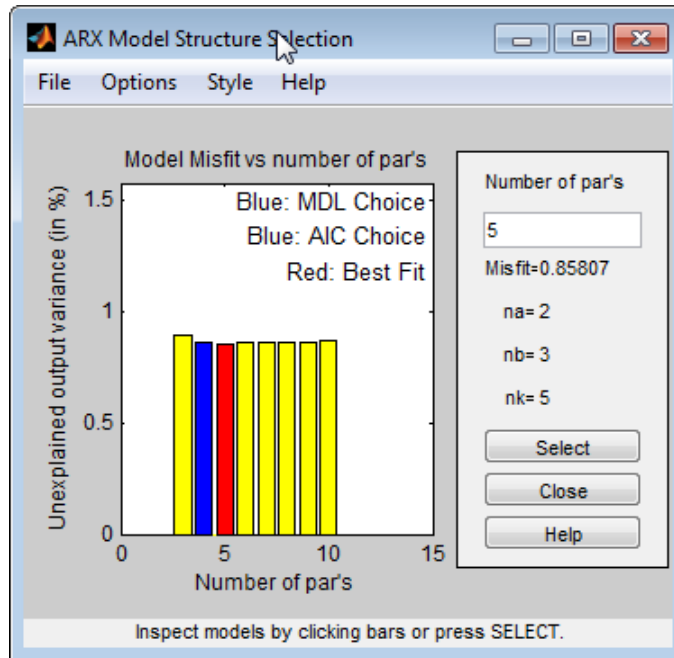 ARX Model Structure Selection
File Options Style Help
Model Misfit vs number of par's
Unexplained output variance (in %)
1.5
1
0.5
0
Blue: MDL Choice
Blue: AIC Choice
Red: Best Fit
0 5 10 15
Number of par's
Number of par's
5
Misfit=0.85807
na= 2
nb= 3
nk= 5
Select
Close
Help
Inspect models by clicking bars or press SELECT.